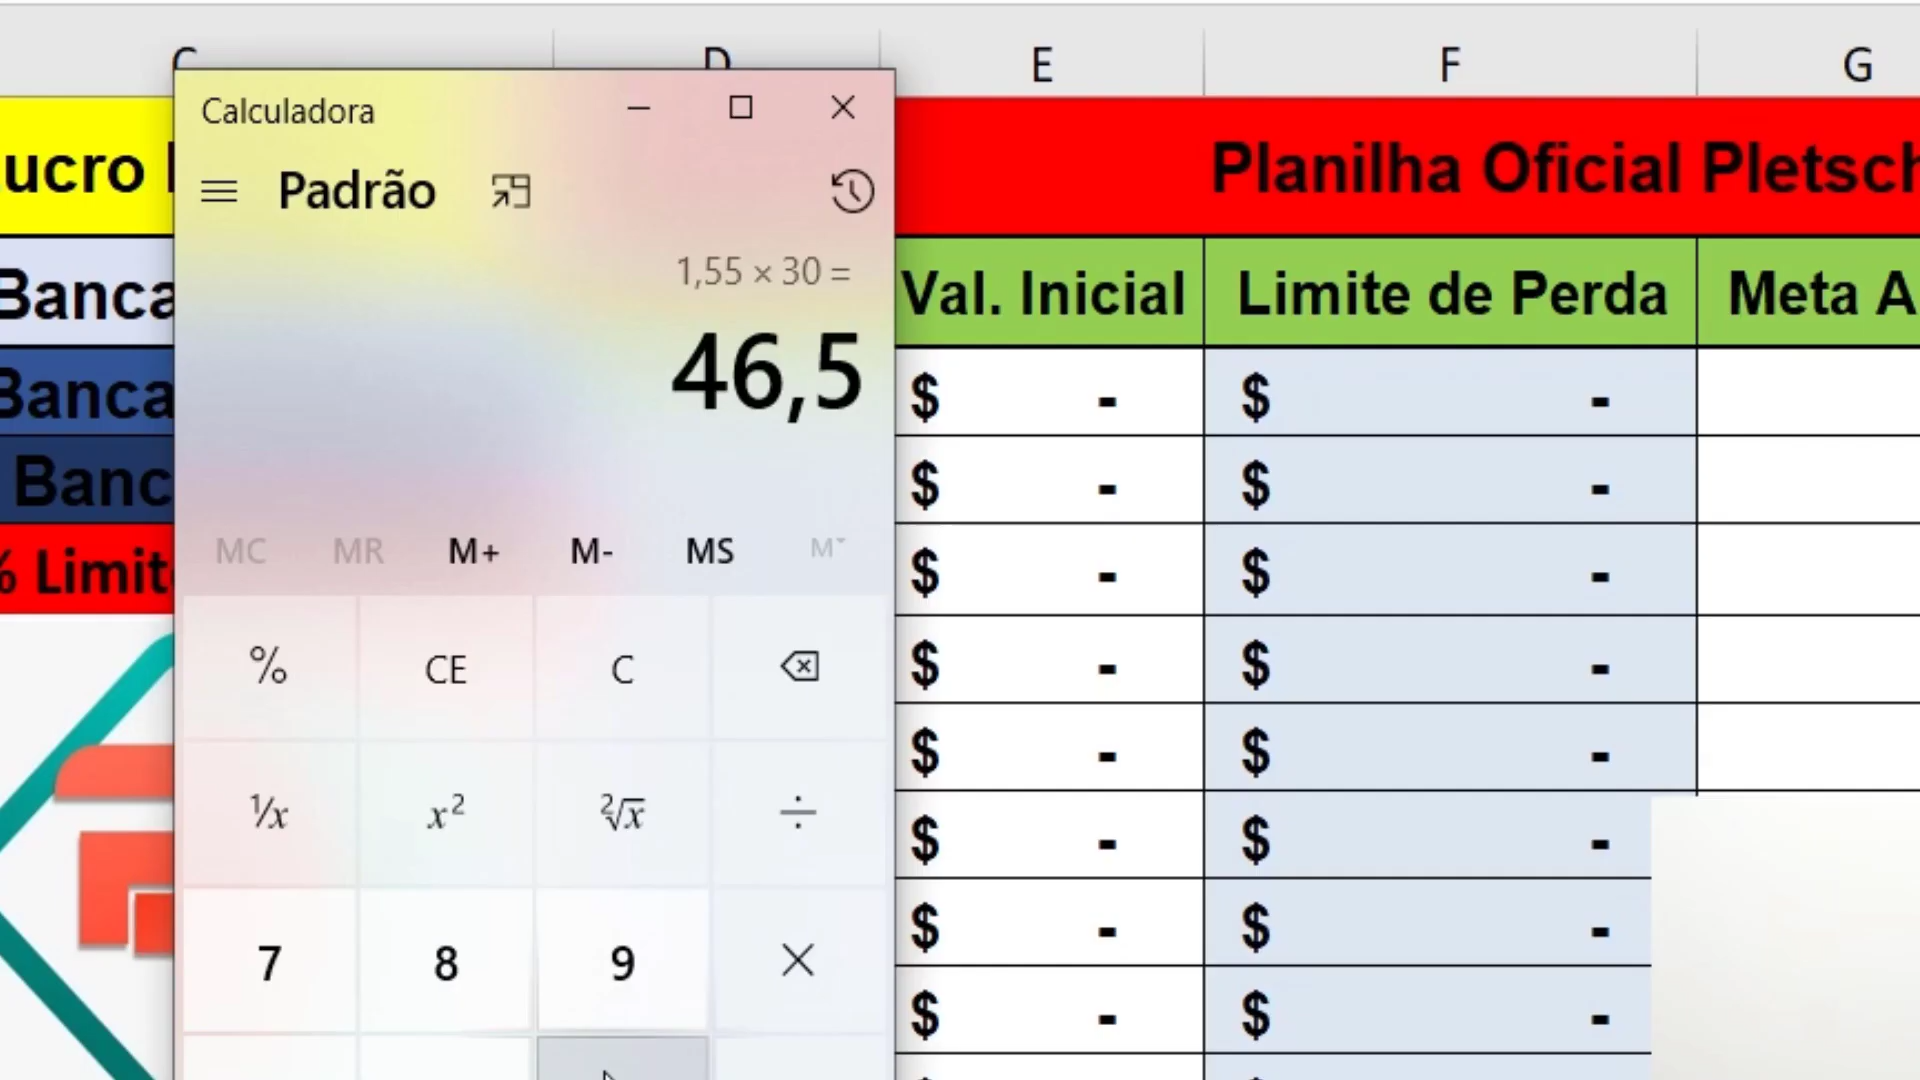 C D E F G
Calculadora
ucro
Planilha Oficial Pletsch
Padrão
1,55 × 30 =
46,5
Banca
Val. Inicial Limite de Perda Meta A
Banca
$ - $ -
Banc
$ - $ -
MC MR M+ M- MS M˅
% Limit
$ - $ -
% CE C
$ - $ -
$ - $ -
⅟x x² ²√x ÷
$ - $ -
7 8 9 ×
$ - $ -
$ - $ -